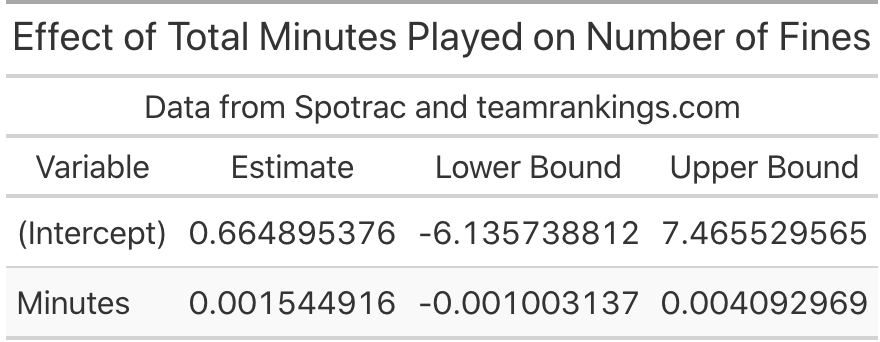 Effect of Total Minutes Played on Number of Fines
Data from Spotrac and teamrankings.com
Variable Estimate Lower Bound Upper Bound
(Intercept) 0.664895376 -6.135738812 7.465529565
Minutes 0.001544916 -0.001003137 0.004092969